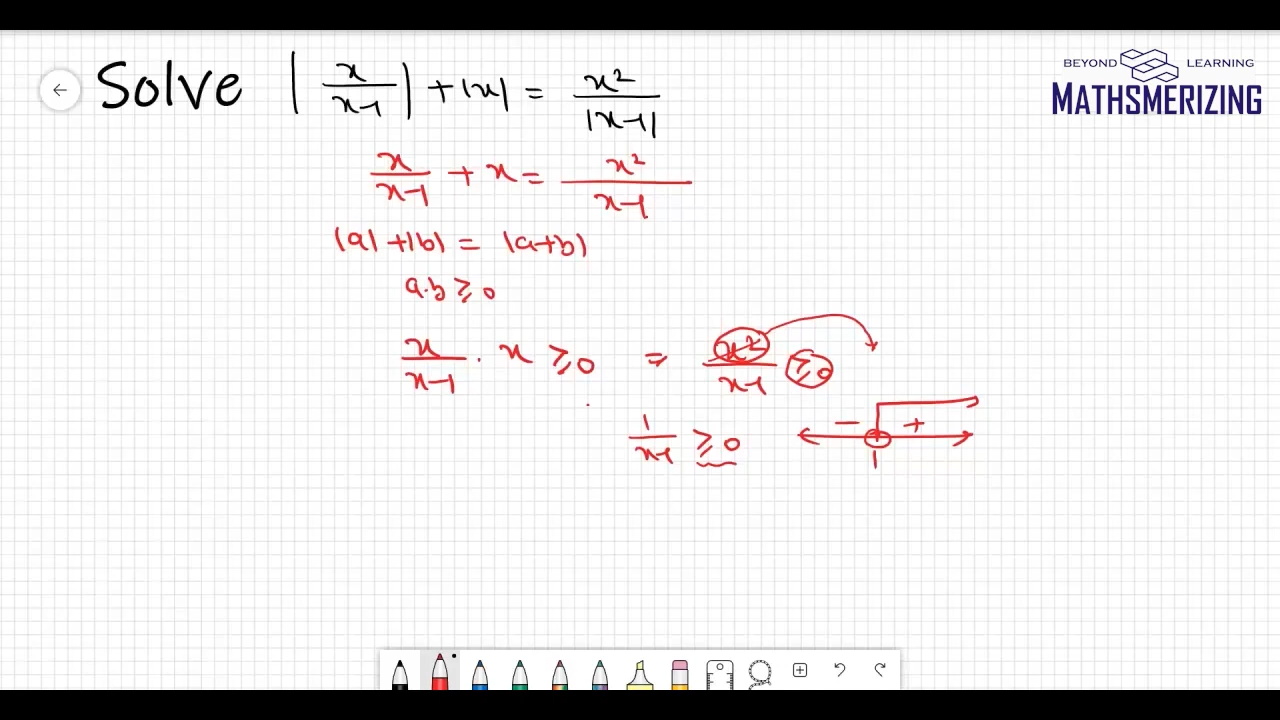 Solve |x/(x-1)| + |x| = x²/|x-1|
BEYOND LEARNING
MATHSMERIZING
x/(x-1) + x = x²/(x-1)
|a| + |b| = |a+b|
a.b ≥ 0
x/(x-1) · x ≥ 0 = x²/(x-1) ≥ 0
1/(x-1) ≥ 0
− +
1